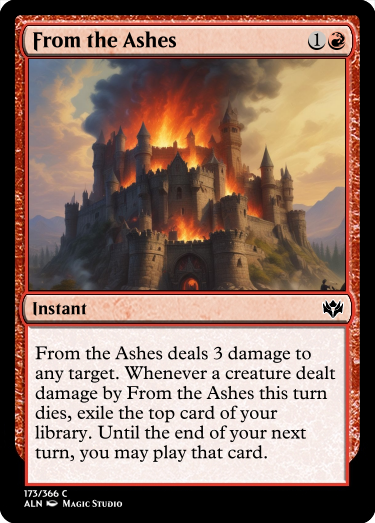 From the Ashes 1
Instant
From the Ashes deals 3 damage to
any target. Whenever a creature dealt
damage by From the Ashes this turn
dies, exile the top card of your
library. Until the end of your next
turn, you may play that card.
173/366 C
ALN Magic Studio